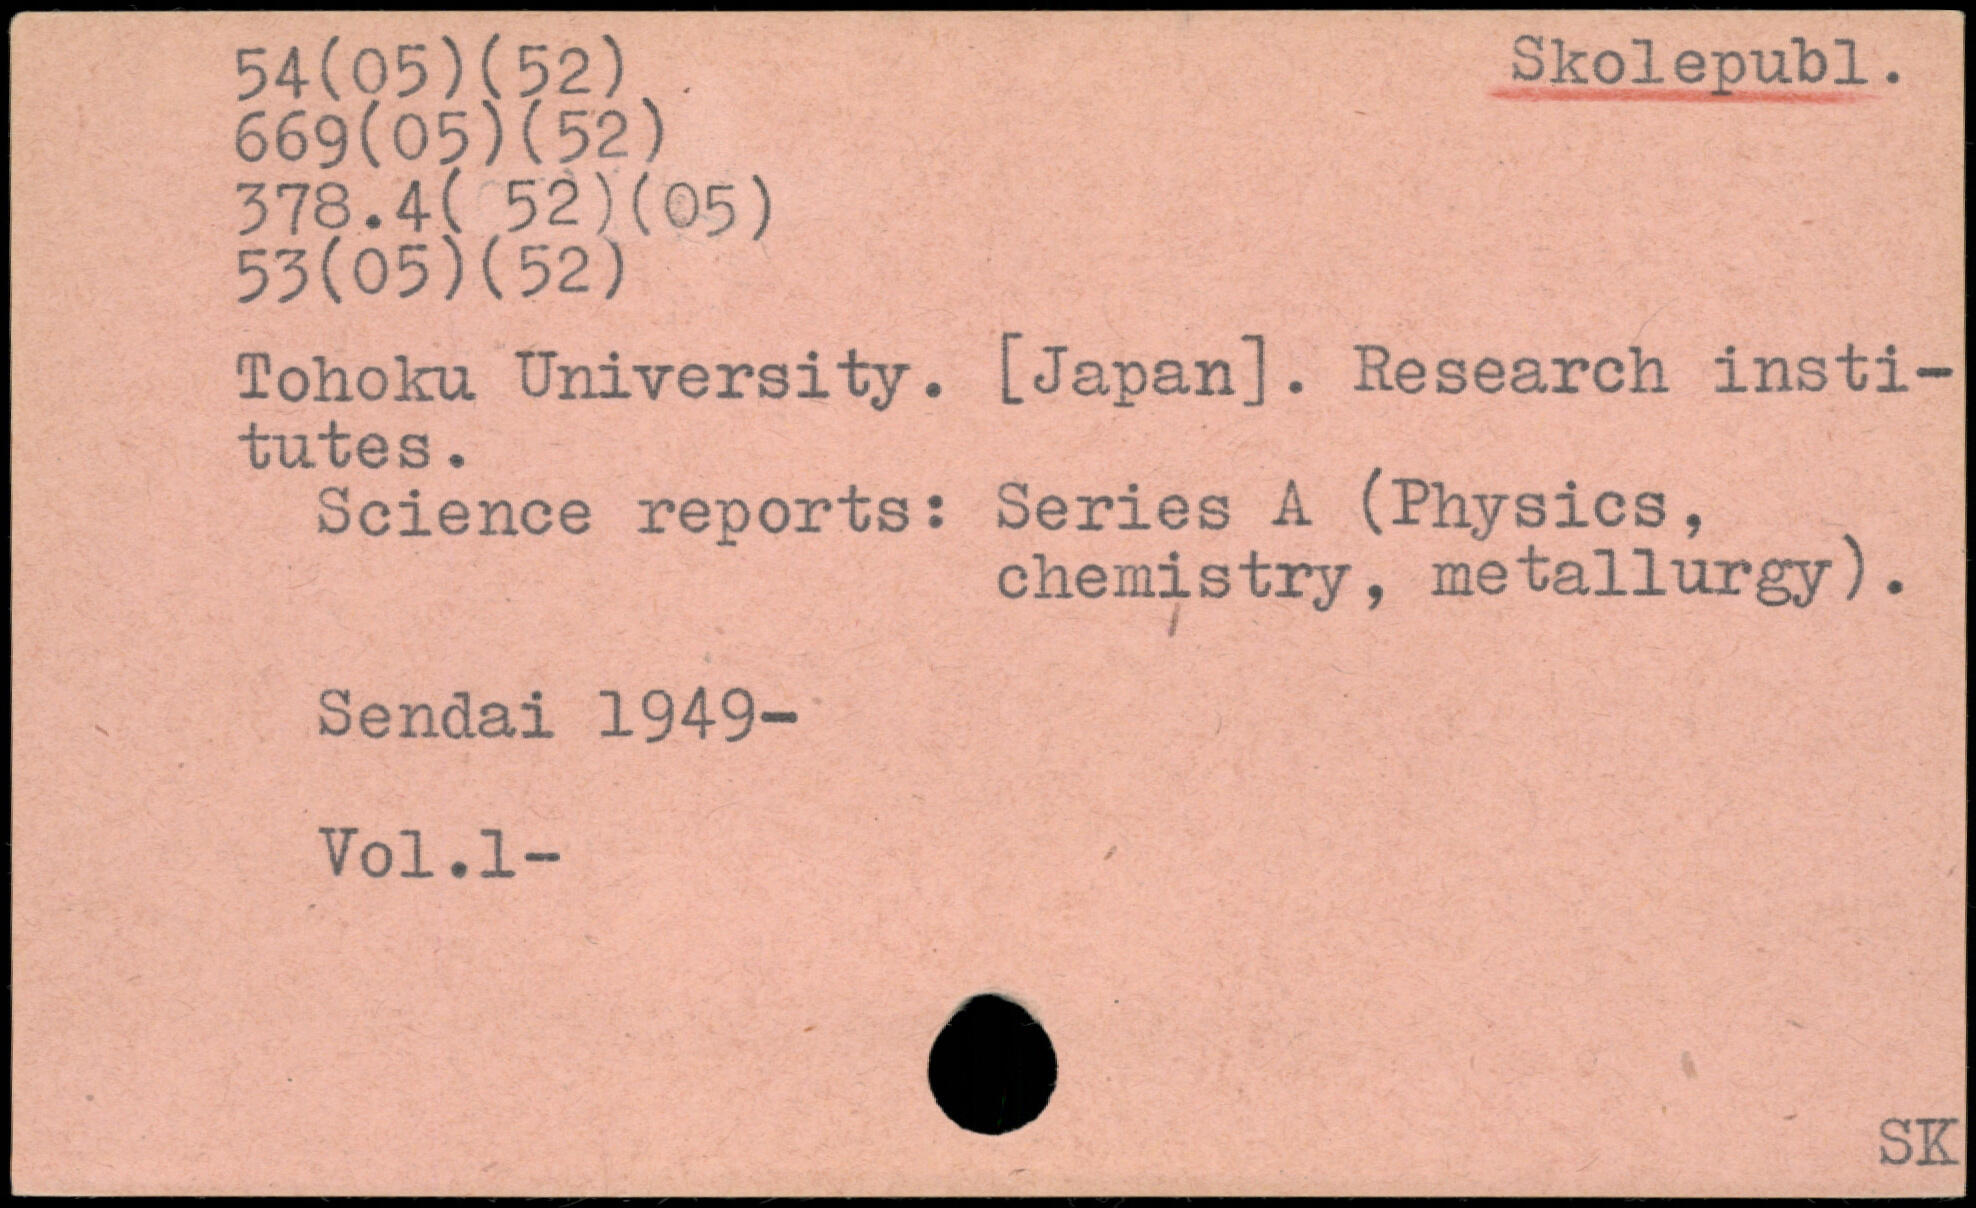 54(05)(52)
Skolepubl.
669(05)(52)
378.4( 52)(05)
53(05)(52)
Tohoku University. [Japan]. Research insti-
tutes.
Science reports: Series A (Physics,
chemistry, metallurgy).
Sendai 1949-
Vol.1-
SK